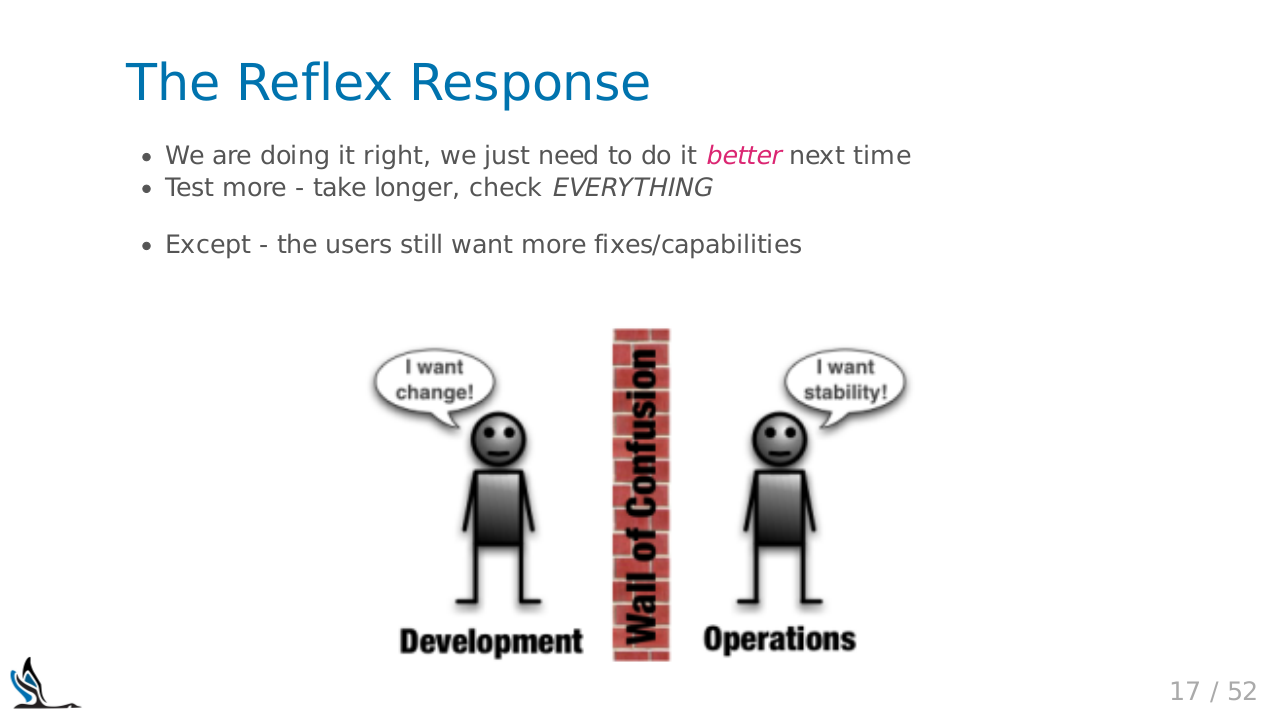 The Reflex Response
• We are doing it right, we just need to do it better next time
• Test more - take longer, check EVERYTHING
• Except - the users still want more fixes/capabilities
I want
change!
Wall of Confusion
I want
stability!
Development
Operations
17 / 52